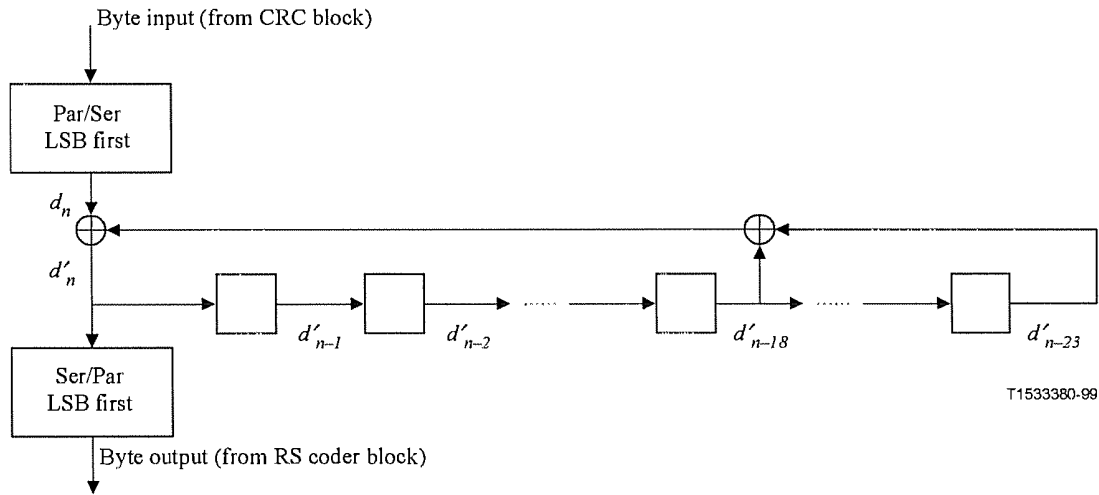 Byte input (from CRC block)
Par/Ser
LSB first
d_n
d'_n
d'_{n–1}
d'_{n–2}
d'_{n–18}
d'_{n–23}
Ser/Par
LSB first
T1533380-99
Byte output (from RS coder block)